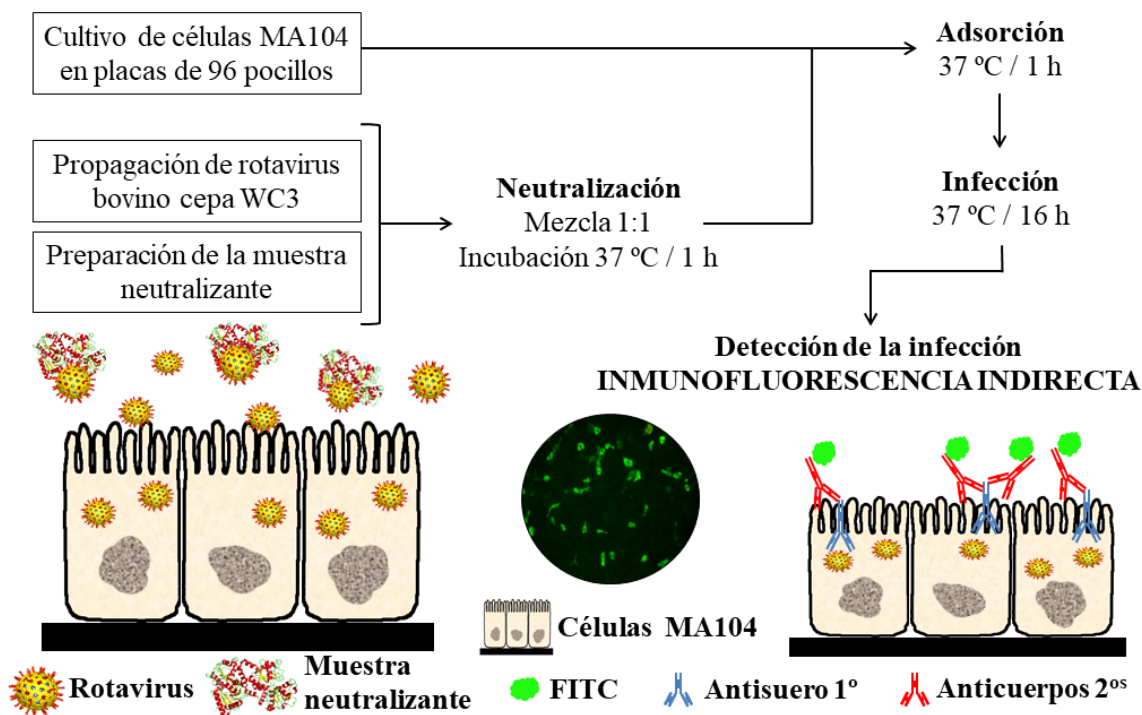 Cultivo de células MA104
en placas de 96 pocillos
Adsorción
37 ºC / 1 h
Propagación de rotavirus
bovino cepa WC3
Preparación de la muestra
neutralizante
Neutralización
Mezcla 1:1
Incubación 37 ºC / 1 h
Infección
37 ºC / 16 h
Detección de la infección
INMUNOFLUORESCENCIA INDIRECTA
Células MA104
Rotavirus
Muestra
neutralizante
FITC
Antisuero 1º
Anticuerpos 2ºˢ